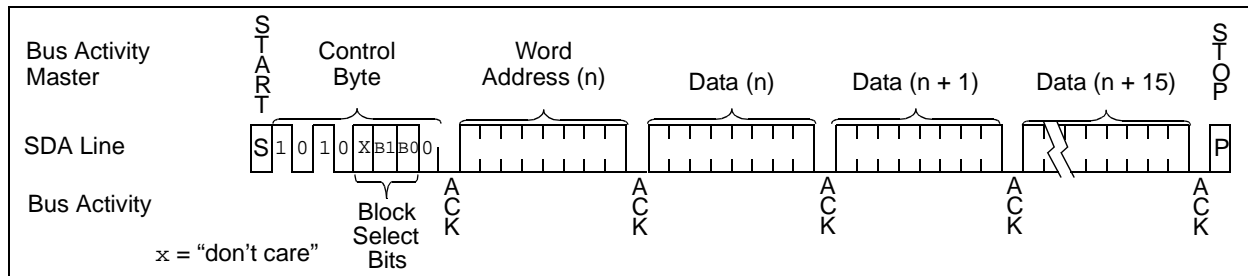 Bus Activity
Master
START
Control
Byte
Word
Address (n)
Data (n)
Data (n + 1)
Data (n + 15)
STOP
SDA Line
S 1 0 1 0 X B1 B0 0
P
Bus Activity
Block
Select
Bits
ACK
ACK
ACK
ACK
ACK
x = “don’t care”